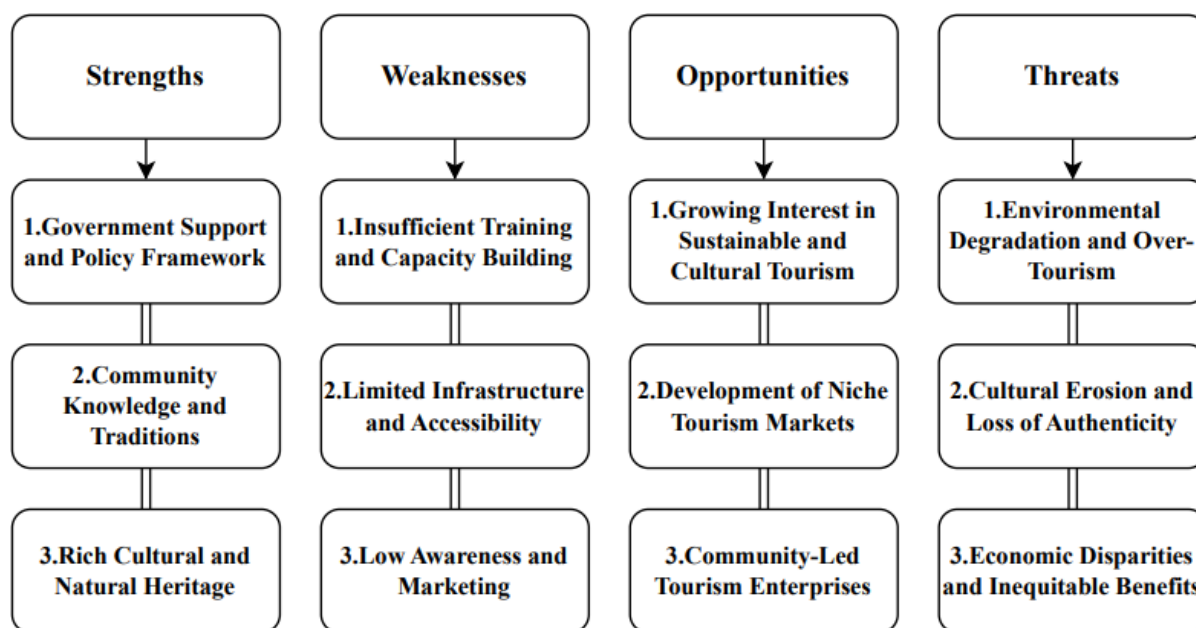 Strengths
Weaknesses
Opportunities
Threats
1.Government Support
and Policy Framework
1.Insufficient Training
and Capacity Building
1.Growing Interest in
Sustainable and
Cultural Tourism
1.Environmental
Degradation and Over-
Tourism
2.Community
Knowledge and
Traditions
2.Limited Infrastructure
and Accessibility
2.Development of Niche
Tourism Markets
2.Cultural Erosion and
Loss of Authenticity
3.Rich Cultural and
Natural Heritage
3.Low Awareness and
Marketing
3.Community-Led
Tourism Enterprises
3.Economic Disparities
and Inequitable Benefits